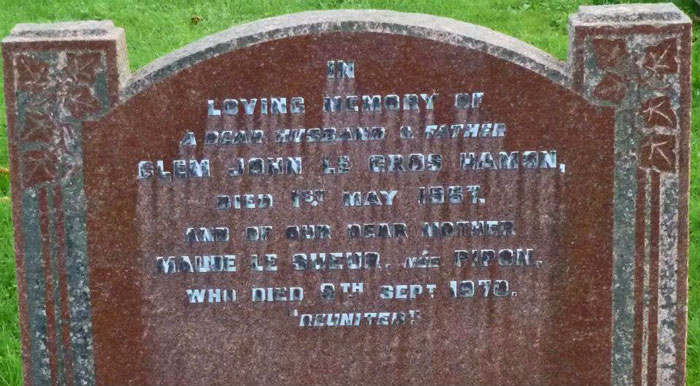 IN
LOVING MEMORY OF
A DEAR HUSBAND & FATHER
CLEM JOHN LE GROS HAMON,
DIED 1ST MAY 1957.
AND OF OUR DEAR MOTHER
MAUDE LE SUEUR, NÉE PIPON,
WHO DIED 9TH SEPT 1970.
'REUNITED'